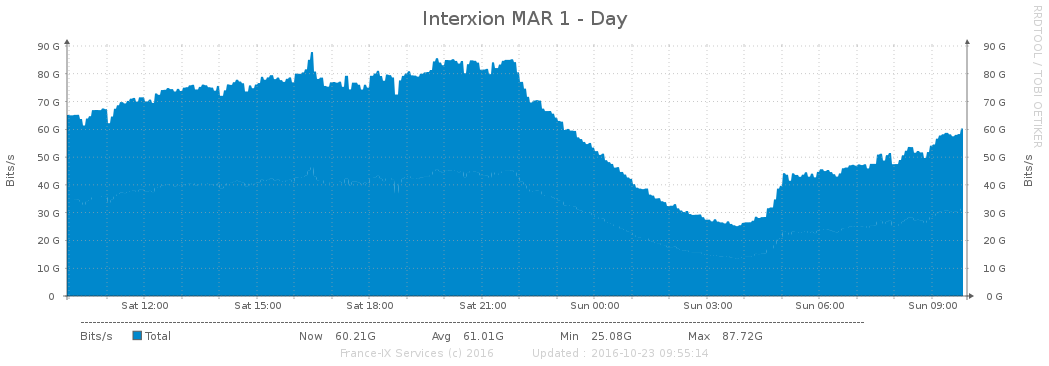 Interxion MAR 1 - Day
RRDTOOL / TOBI OETIKER
Bits/s
90 G 90 G
80 G 80 G
70 G 70 G
60 G 60 G
50 G 50 G
40 G 40 G
30 G 30 G
20 G 20 G
10 G 10 G
0 0 G
Bits/s
Sat 12:00 Sat 15:00 Sat 18:00 Sat 21:00 Sun 00:00 Sun 03:00 Sun 06:00 Sun 09:00
Bits/s Total Now 60.21G Avg 61.01G Min 25.08G Max 87.72G
France-IX Services (c) 2016 Updated : 2016-10-23 09:55:14